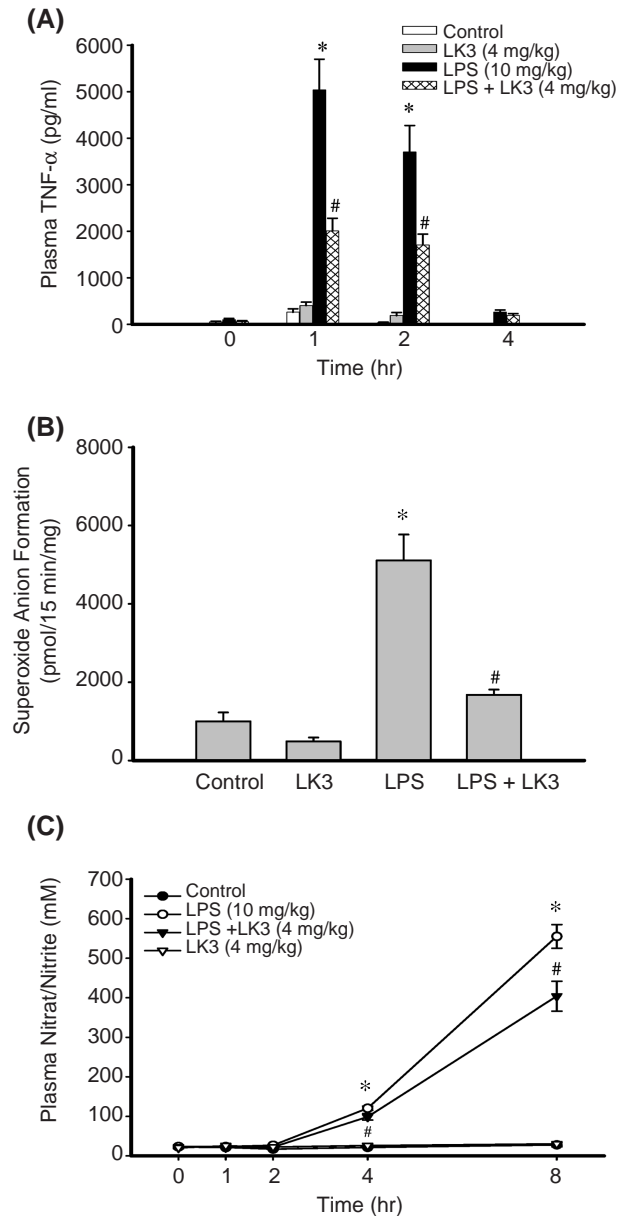 (A)
Control
LK3 (4 mg/kg)
LPS (10 mg/kg)
LPS + LK3 (4 mg/kg)
6000
5000
4000
3000
2000
1000
0
Plasma TNF-α (pg/ml)
*
#
*
#
0 1 2 4
Time (hr)
(B)
8000
6000
4000
2000
0
Superoxide Anion Formation
(pmol/15 min/mg)
*
#
Control LK3 LPS LPS + LK3
(C)
700
600
500
400
300
200
100
0
Plasma Nitrat/Nitrite (mM)
Control
LPS (10 mg/kg)
LPS +LK3 (4 mg/kg)
LK3 (4 mg/kg)
*
#
*
#
0 1 2 4 8
Time (hr)